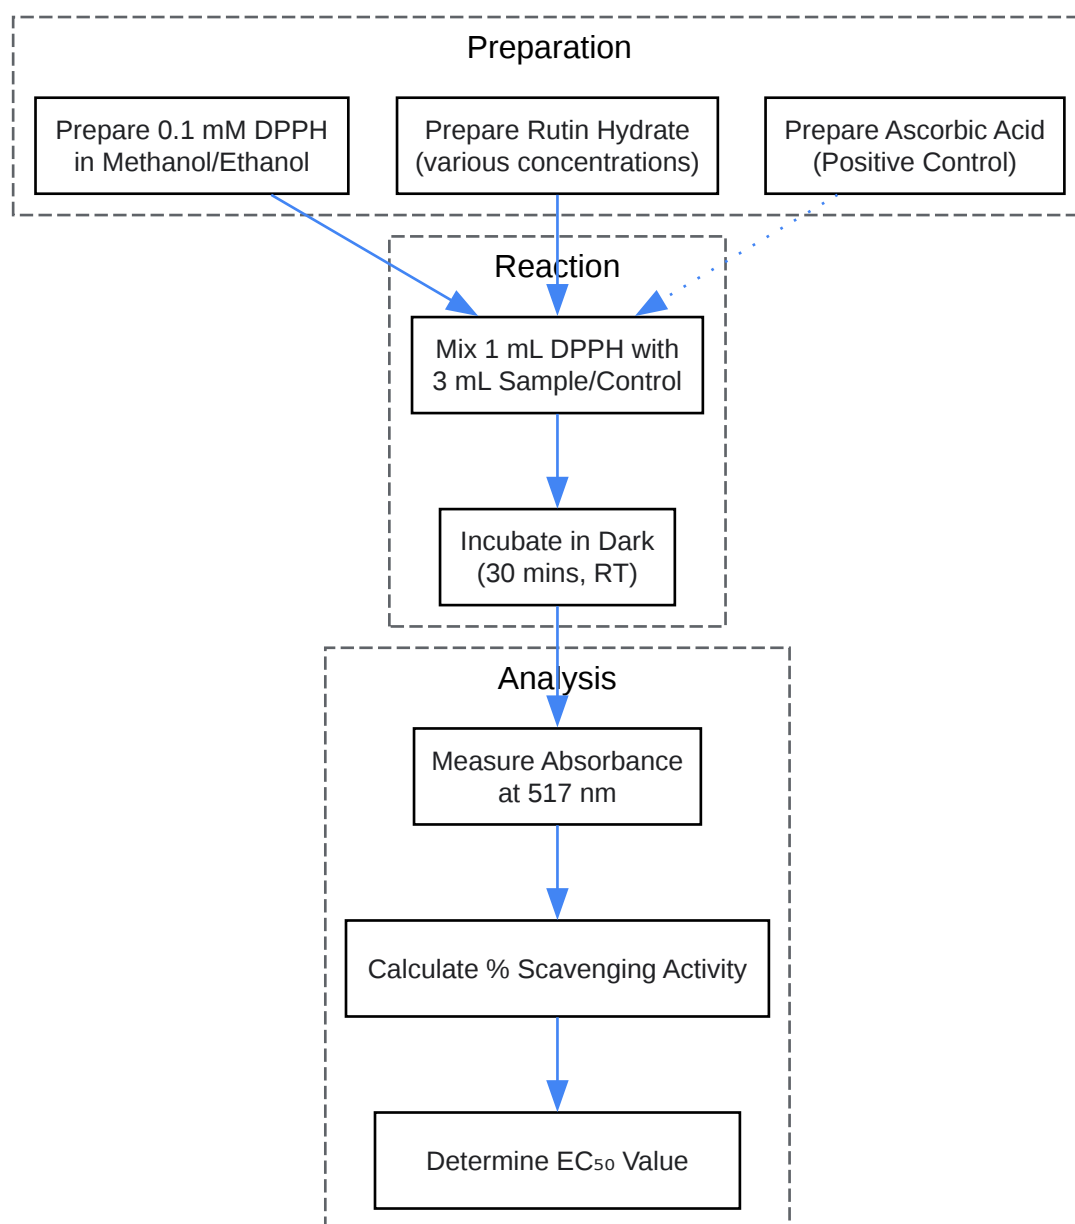 Preparation
Prepare 0.1 mM DPPH
in Methanol/Ethanol
Prepare Rutin Hydrate
(various concentrations)
Prepare Ascorbic Acid
(Positive Control)
Reaction
Mix 1 mL DPPH with
3 mL Sample/Control
Incubate in Dark
(30 mins, RT)
Analysis
Measure Absorbance
at 517 nm
Calculate % Scavenging Activity
Determine EC₅₀ Value